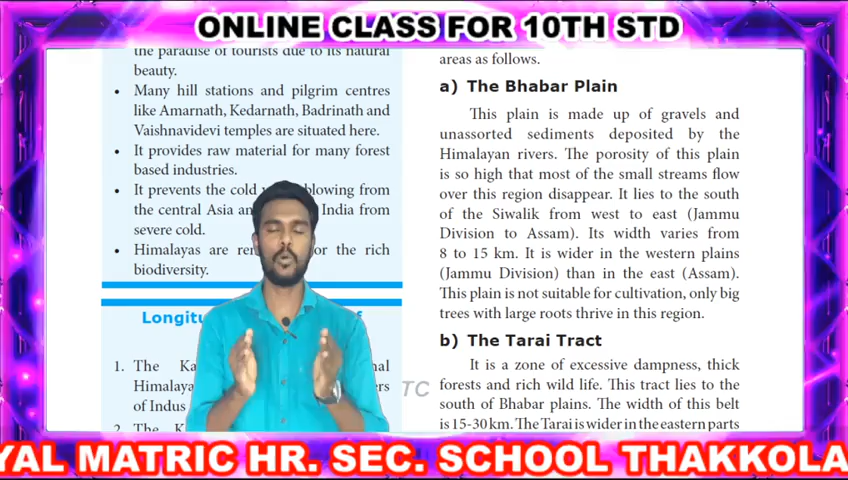 ONLINE CLASS FOR 10TH STD
the paradise of tourists due to its natural
beauty.
• Many hill stations and pilgrim centres
like Amarnath, Kedarnath, Badrinath and
Vaishnavidevi temples are situated here.
• It provides raw material for many forest
based industries.
• It prevents the cold blowing from
the central Asia India from
severe cold.
• Himalayas are the rich
biodiversity.
Longitu
1. The Ka
Himalaya
of Indus
2. The K
areas as follows.
a) The Bhabar Plain
This plain is made up of gravels and
unassorted sediments deposited by the
Himalayan rivers. The porosity of this plain
is so high that most of the small streams flow
over this region disappear. It lies to the south
of the Siwalik from west to east (Jammu
Division to Assam). Its width varies from
8 to 15 km. It is wider in the western plains
(Jammu Division) than in the east (Assam).
This plain is not suitable for cultivation, only big
trees with large roots thrive in this region.
b) The Tarai Tract
It is a zone of excessive dampness, thick
forests and rich wild life. This tract lies to the
south of Bhabar plains. The width of this belt
is 15-30 km. The Tarai is wider in the eastern parts
TC
YAL MATRIC HR. SEC. SCHOOL THAKKOLA